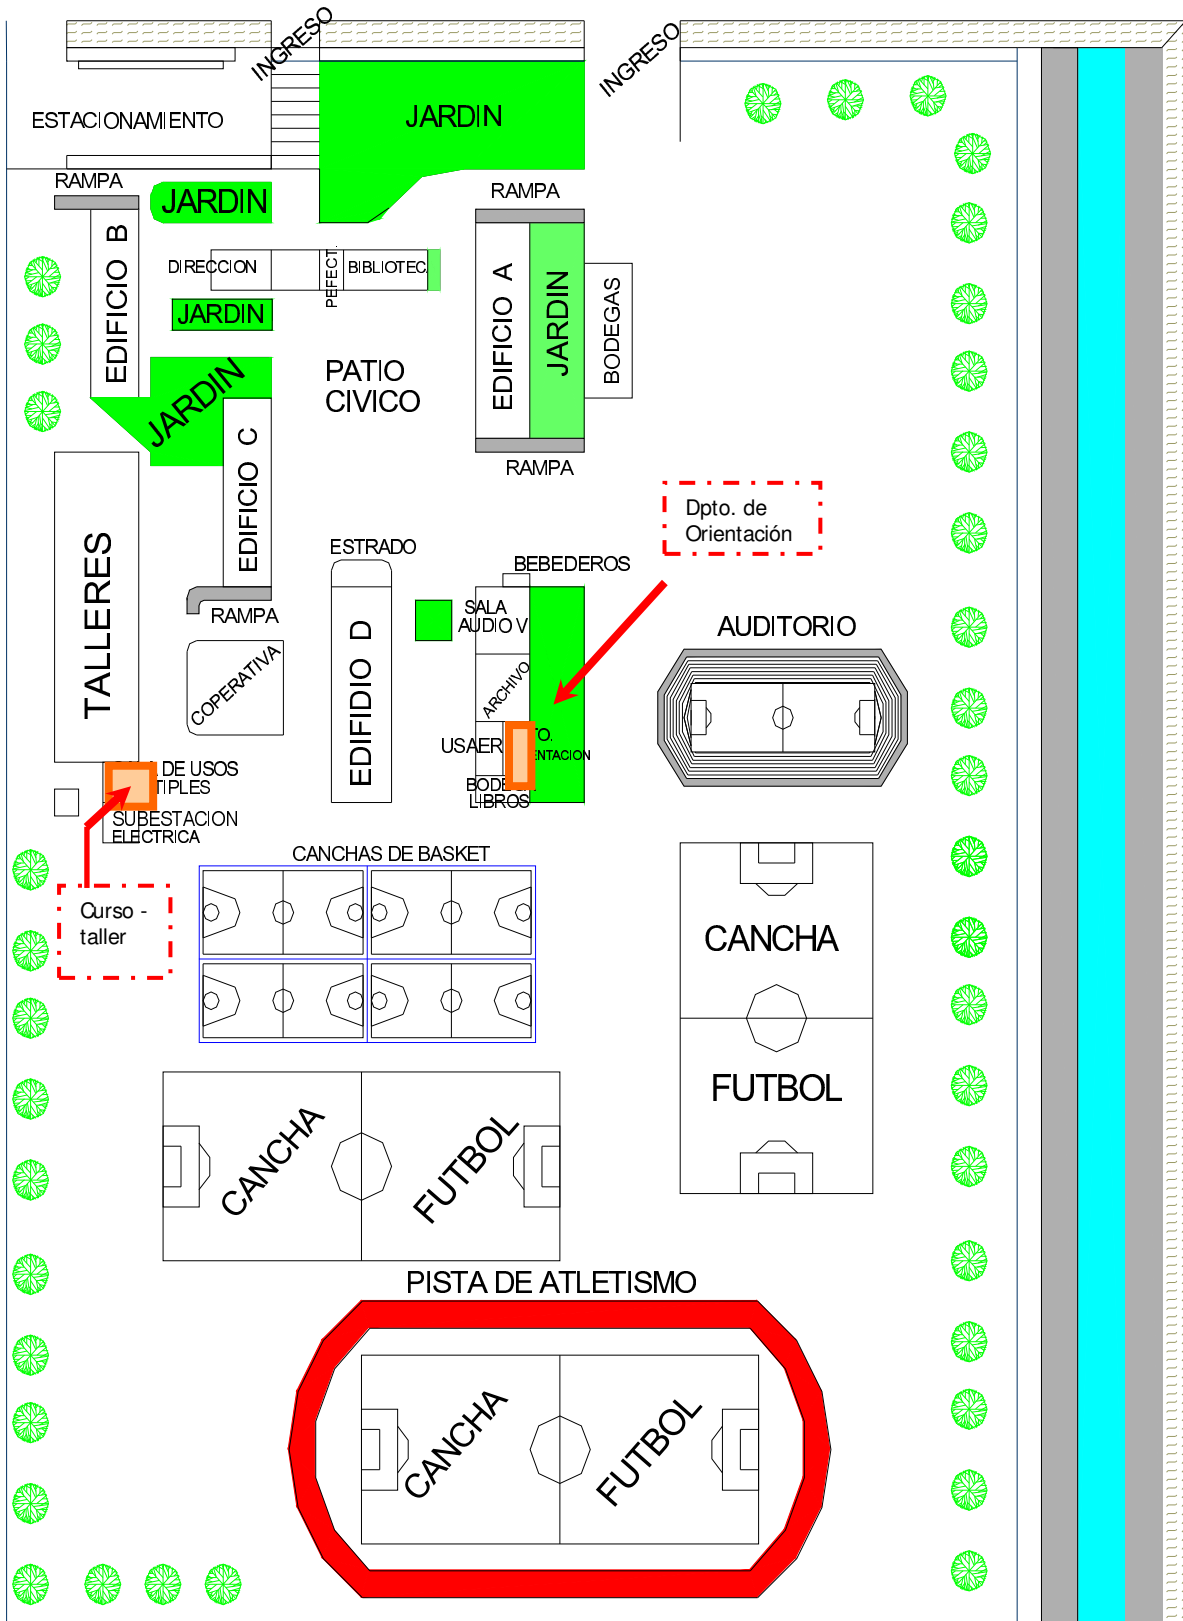 INGRESO
INGRESO
ESTACIONAMIENTO
JARDIN
RAMPA
JARDIN
RAMPA
EDIFICIO B
DIRECCION
PEFECT.
BIBLIOTEC.
EDIFICIO A
JARDIN
BODEGAS
JARDIN
JARDIN
PATIO
CIVICO
EDIFICIO C
RAMPA
TALLERES
Dpto. de
Orientación
ESTRADO
BEBEDEROS
RAMPA
SALA
AUDIO V
AUDITORIO
COPERATIVA
EDIFIDIO D
ARCHIVO
USAER
TO.
ENTACION
DE USOS
TIPLES
LIBROS
SUBESTACION
ELECTRICA
CANCHAS DE BASKET
Curso -
taller
CANCHA
FUTBOL
CANCHA
FUTBOL
PISTA DE ATLETISMO
CANCHA
FUTBOL